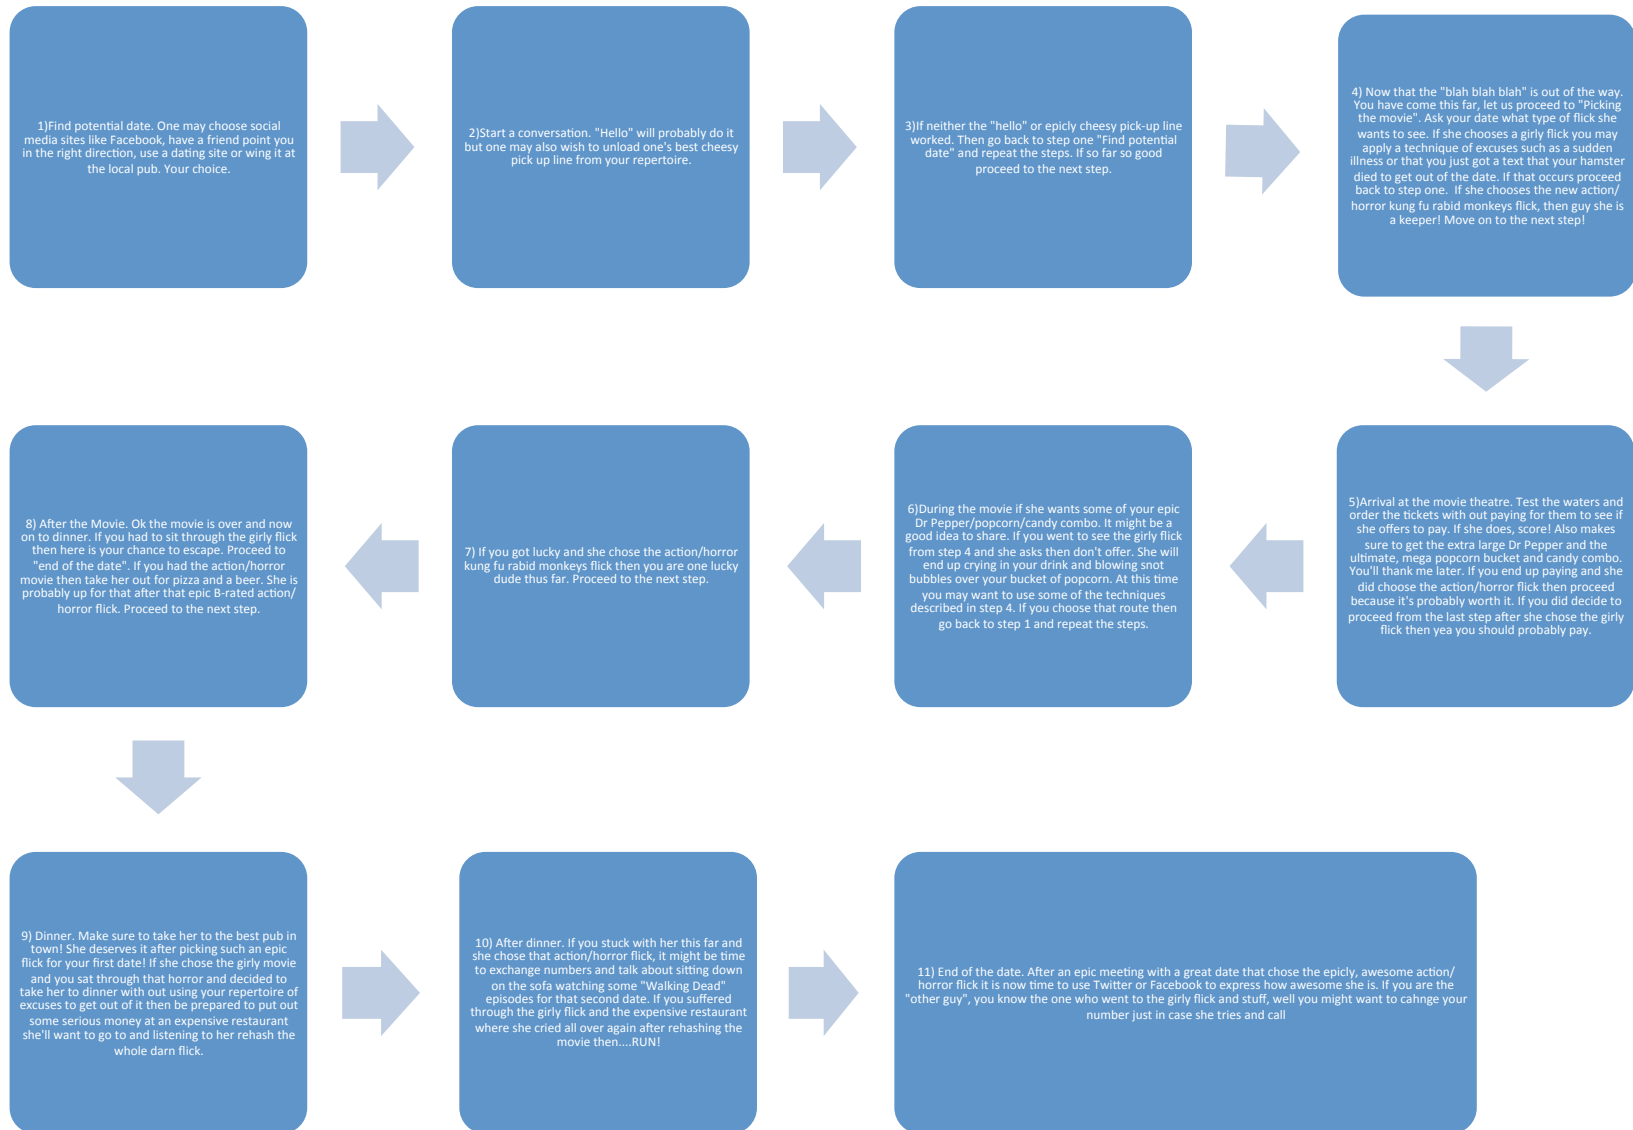 1)Find potential date. One may choose social
media sites like Facebook, have a friend point you
in the right direction, use a dating site or wing it at
the local pub. Your choice.
2)Start a conversation. "Hello" will probably do it
but one may also wish to unload one's best cheesy
pick up line from your repertoire.
3)If neither the "hello" or epicly cheesy pick-up line
worked. Then go back to step one "Find potential
date" and repeat the steps. If so far so good
proceed to the next step.
4) Now that the "blah blah blah" is out of the way.
You have come this far, let us proceed to "Picking
the movie". Ask your date what type of flick she
wants to see. If she chooses a girly flick you may
apply a technique of excuses such as a sudden
illness or that you just got a text that your hamster
died to get out of the date. If that occurs proceed
back to step one.  If she chooses the new action/
horror kung fu rabid monkeys flick, then guy she is
a keeper! Move on to the next step!
5)Arrival at the movie theatre. Test the waters and
order the tickets with out paying for them to see if
she offers to pay. If she does, score! Also makes
sure to get the extra large Dr Pepper and the
ultimate, mega popcorn bucket and candy combo.
You'll thank me later. If you end up paying and she
did choose the action/horror flick then proceed
because it's probably worth it. If you did decide to
proceed from the last step after she chose the girly
flick then yea you should probably pay.
6)During the movie if she wants some of your epic
Dr Pepper/popcorn/candy combo. It might be a
good idea to share. If you went to see the girly flick
from step 4 and she asks then don't offer. She will
end up crying in your drink and blowing snot
bubbles over your bucket of popcorn. At this time
you may want to use some of the techniques
described in step 4. If you choose that route then
go back to step 1 and repeat the steps.
7) If you got lucky and she chose the action/horror
kung fu rabid monkeys flick then you are one lucky
dude thus far. Proceed to the next step.
8) After the Movie. Ok the movie is over and now
on to dinner. If you had to sit through the girly flick
then here is your chance to escape. Proceed to
"end of the date". If you had the action/horror
movie then take her out for pizza and a beer. She is
probably up for that after that epic B-rated action/
horror flick. Proceed to the next step.
9) Dinner. Make sure to take her to the best pub in
town! She deserves it after picking such an epic
flick for your first date! If she chose the girly movie
and you sat through that horror and decided to
take her to dinner with out using your repertoire of
excuses to get out of it then be prepared to put out
some serious money at an expensive restaurant
she'll want to go to and listening to her rehash the
whole darn flick.
10) After dinner. If you stuck with her this far and
she chose that action/horror flick, it might be time
to exchange numbers and talk about sitting down
on the sofa watching some "Walking Dead"
episodes for that second date. If you suffered
through the girly flick and the expensive restaurant
where she cried all over again after rehashing the
movie then....RUN!
11) End of the date. After an epic meeting with a great date that chose the epicly, awesome action/
horror flick it is now time to use Twitter or Facebook to express how awesome she is. If you are the
"other guy", you know the one who went to the girly flick and stuff, well you might want to cahnge your
number just in case she tries and call